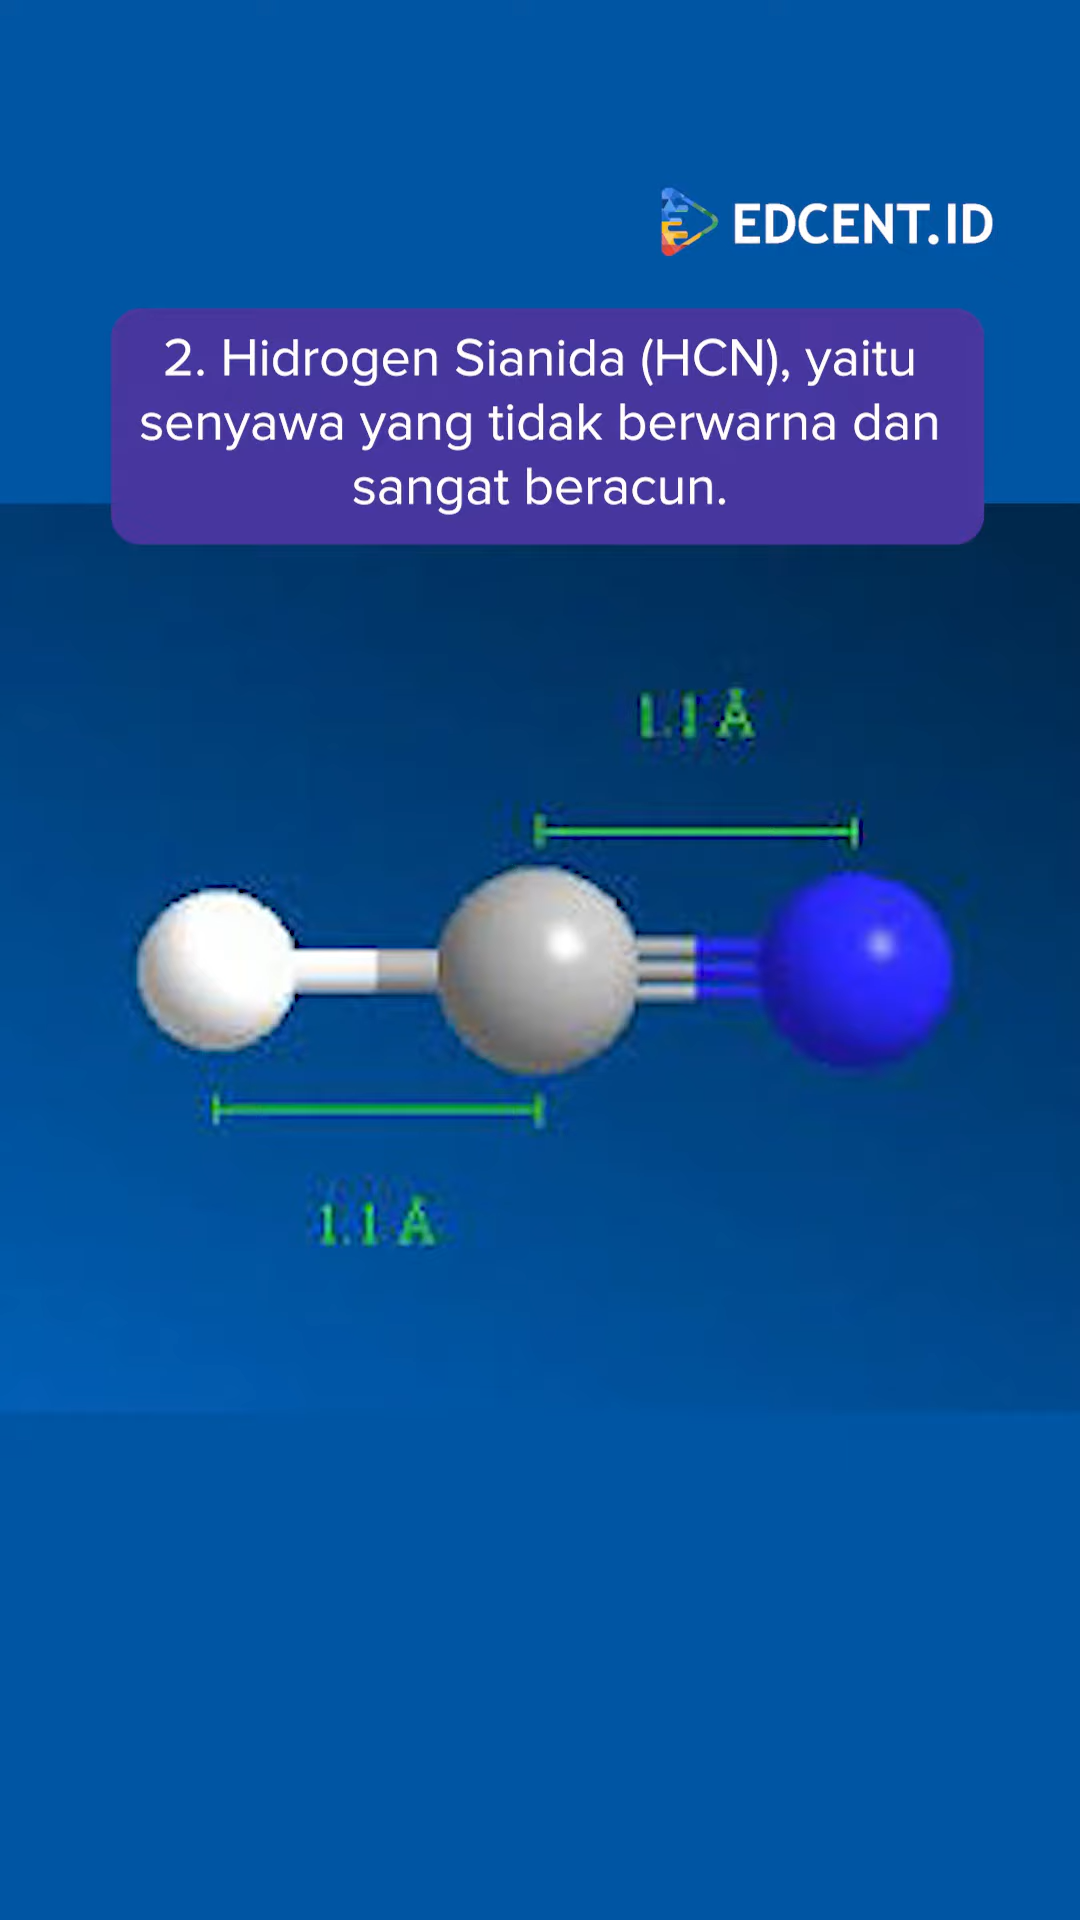 EDCENT.ID
2. Hidrogen Sianida (HCN), yaitu
senyawa yang tidak berwarna dan
sangat beracun.
1.1 Å
1.1 Å